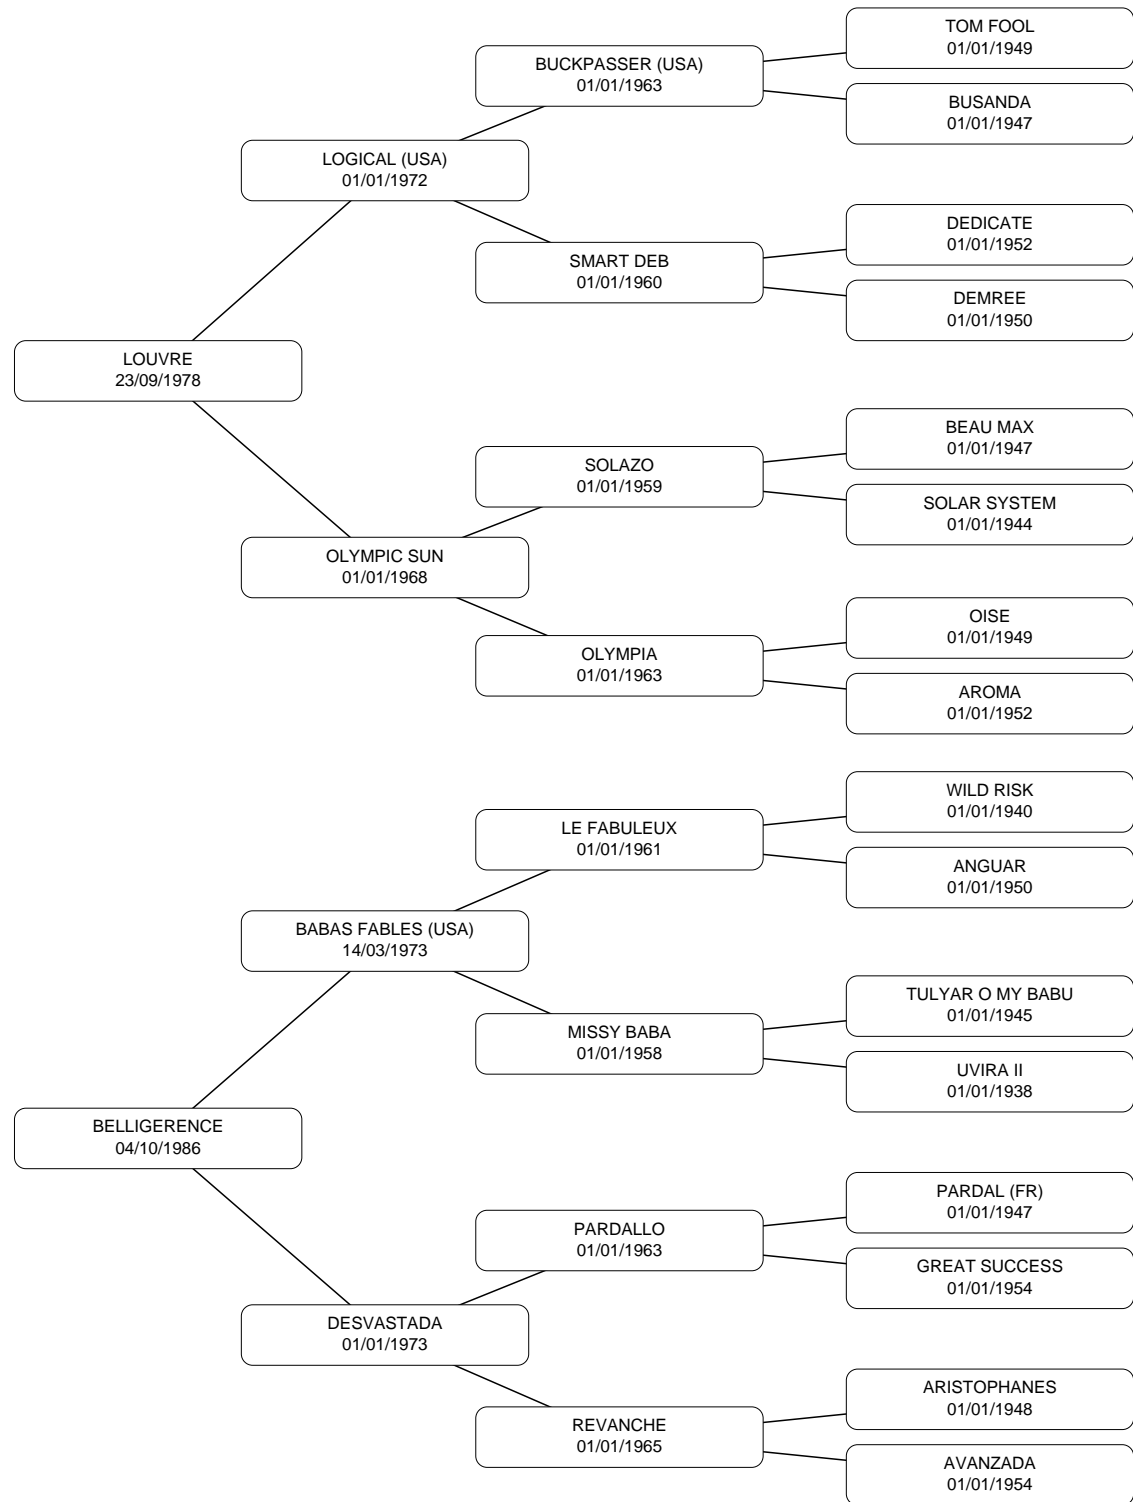 TOM FOOL
01/01/1949
BUCKPASSER (USA)
01/01/1963
BUSANDA
01/01/1947
LOGICAL (USA)
01/01/1972
DEDICATE
01/01/1952
SMART DEB
01/01/1960
DEMREE
01/01/1950
LOUVRE
23/09/1978
BEAU MAX
01/01/1947
SOLAZO
01/01/1959
SOLAR SYSTEM
01/01/1944
OLYMPIC SUN
01/01/1968
OISE
01/01/1949
OLYMPIA
01/01/1963
AROMA
01/01/1952
WILD RISK
01/01/1940
LE FABULEUX
01/01/1961
ANGUAR
01/01/1950
BABAS FABLES (USA)
14/03/1973
TULYAR O MY BABU
01/01/1945
MISSY BABA
01/01/1958
UVIRA II
01/01/1938
BELLIGERENCE
04/10/1986
PARDAL (FR)
01/01/1947
PARDALLO
01/01/1963
GREAT SUCCESS
01/01/1954
DESVASTADA
01/01/1973
ARISTOPHANES
01/01/1948
REVANCHE
01/01/1965
AVANZADA
01/01/1954